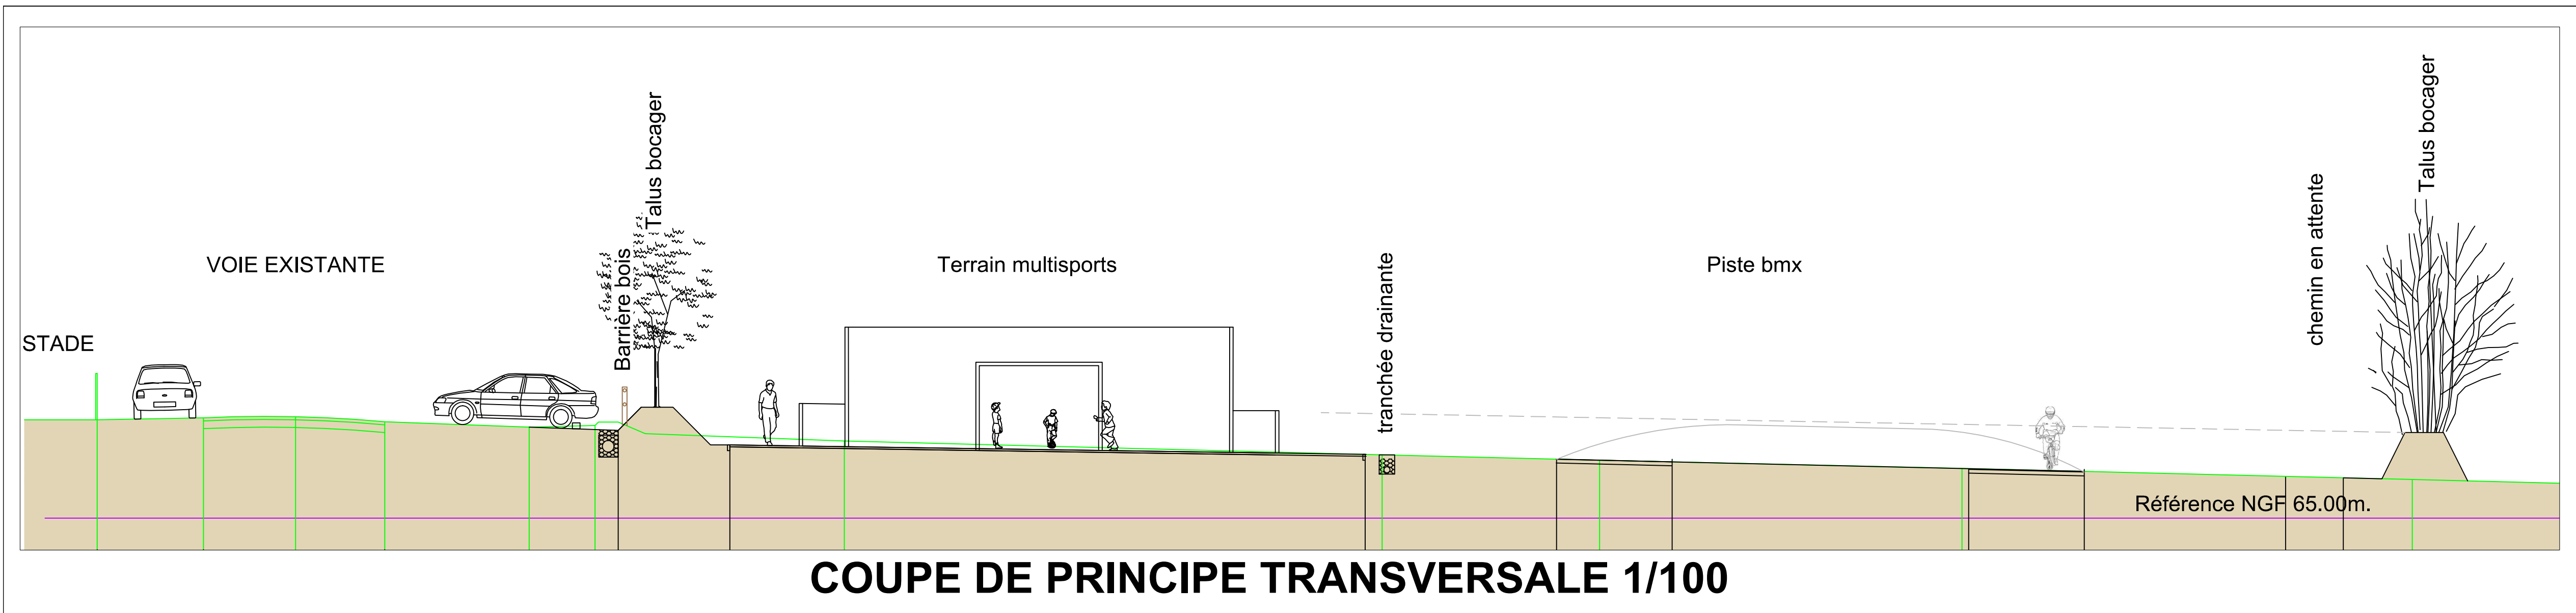 STADE
VOIE EXISTANTE
Barrière bois
Talus bocager
Terrain multisports
tranchée drainante
Piste bmx
chemin en attente
Talus bocager
Référence NGF 65.00m.
COUPE DE PRINCIPE TRANSVERSALE 1/100